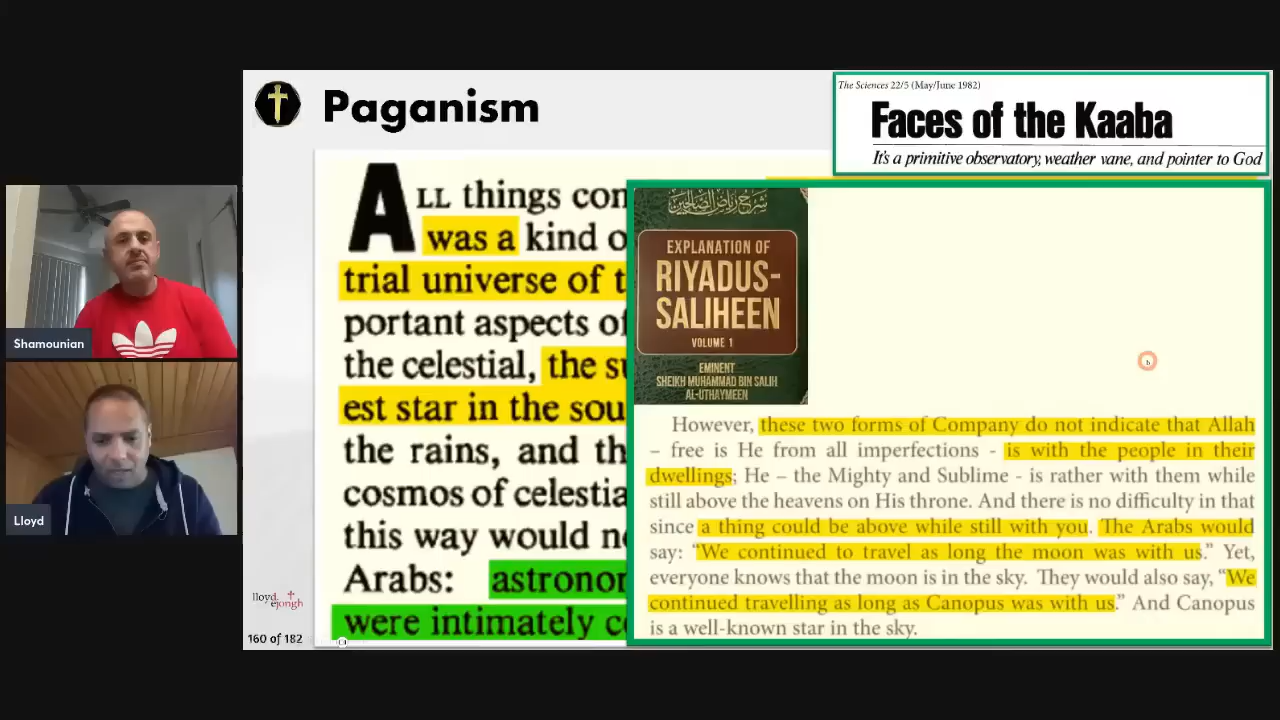 Paganism
The Sciences 22/5 (May/June 1982)
Faces of the Kaaba
It's a primitive observatory, weather vane, and pointer to God
ALL things con
was a kind o
trial universe of t
portant aspects of
the celestial, the su
est star in the sou
the rains, and th
cosmos of celestia
this way would no
Arabs: astronom
were intimately c
شرح رياض الصالحين
EXPLANATION OF
RIYADUS-
SALIHEEN
VOLUME 1
EMINENT
SHEIKH MUHAMMAD BIN SALIH
AL-UTHAYMEEN
However, these two forms of Company do not indicate that Allah
– free is He from all imperfections - is with the people in their
dwellings; He – the Mighty and Sublime - is rather with them while
still above the heavens on His throne. And there is no difficulty in that
since a thing could be above while still with you. The Arabs would
say: “We continued to travel as long the moon was with us.” Yet,
everyone knows that the moon is in the sky. They would also say, “We
continued travelling as long as Canopus was with us.” And Canopus
is a well-known star in the sky.
Shamounian
Lloyd
lloyd
dejongh
160 of 182